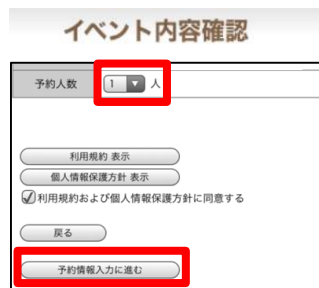 イベント内容確認
予約人数 1 人
利用規約 表示
個人情報保護方針 表示
利用規約および個人情報保護方針に同意する
戻る
予約情報入力に進む